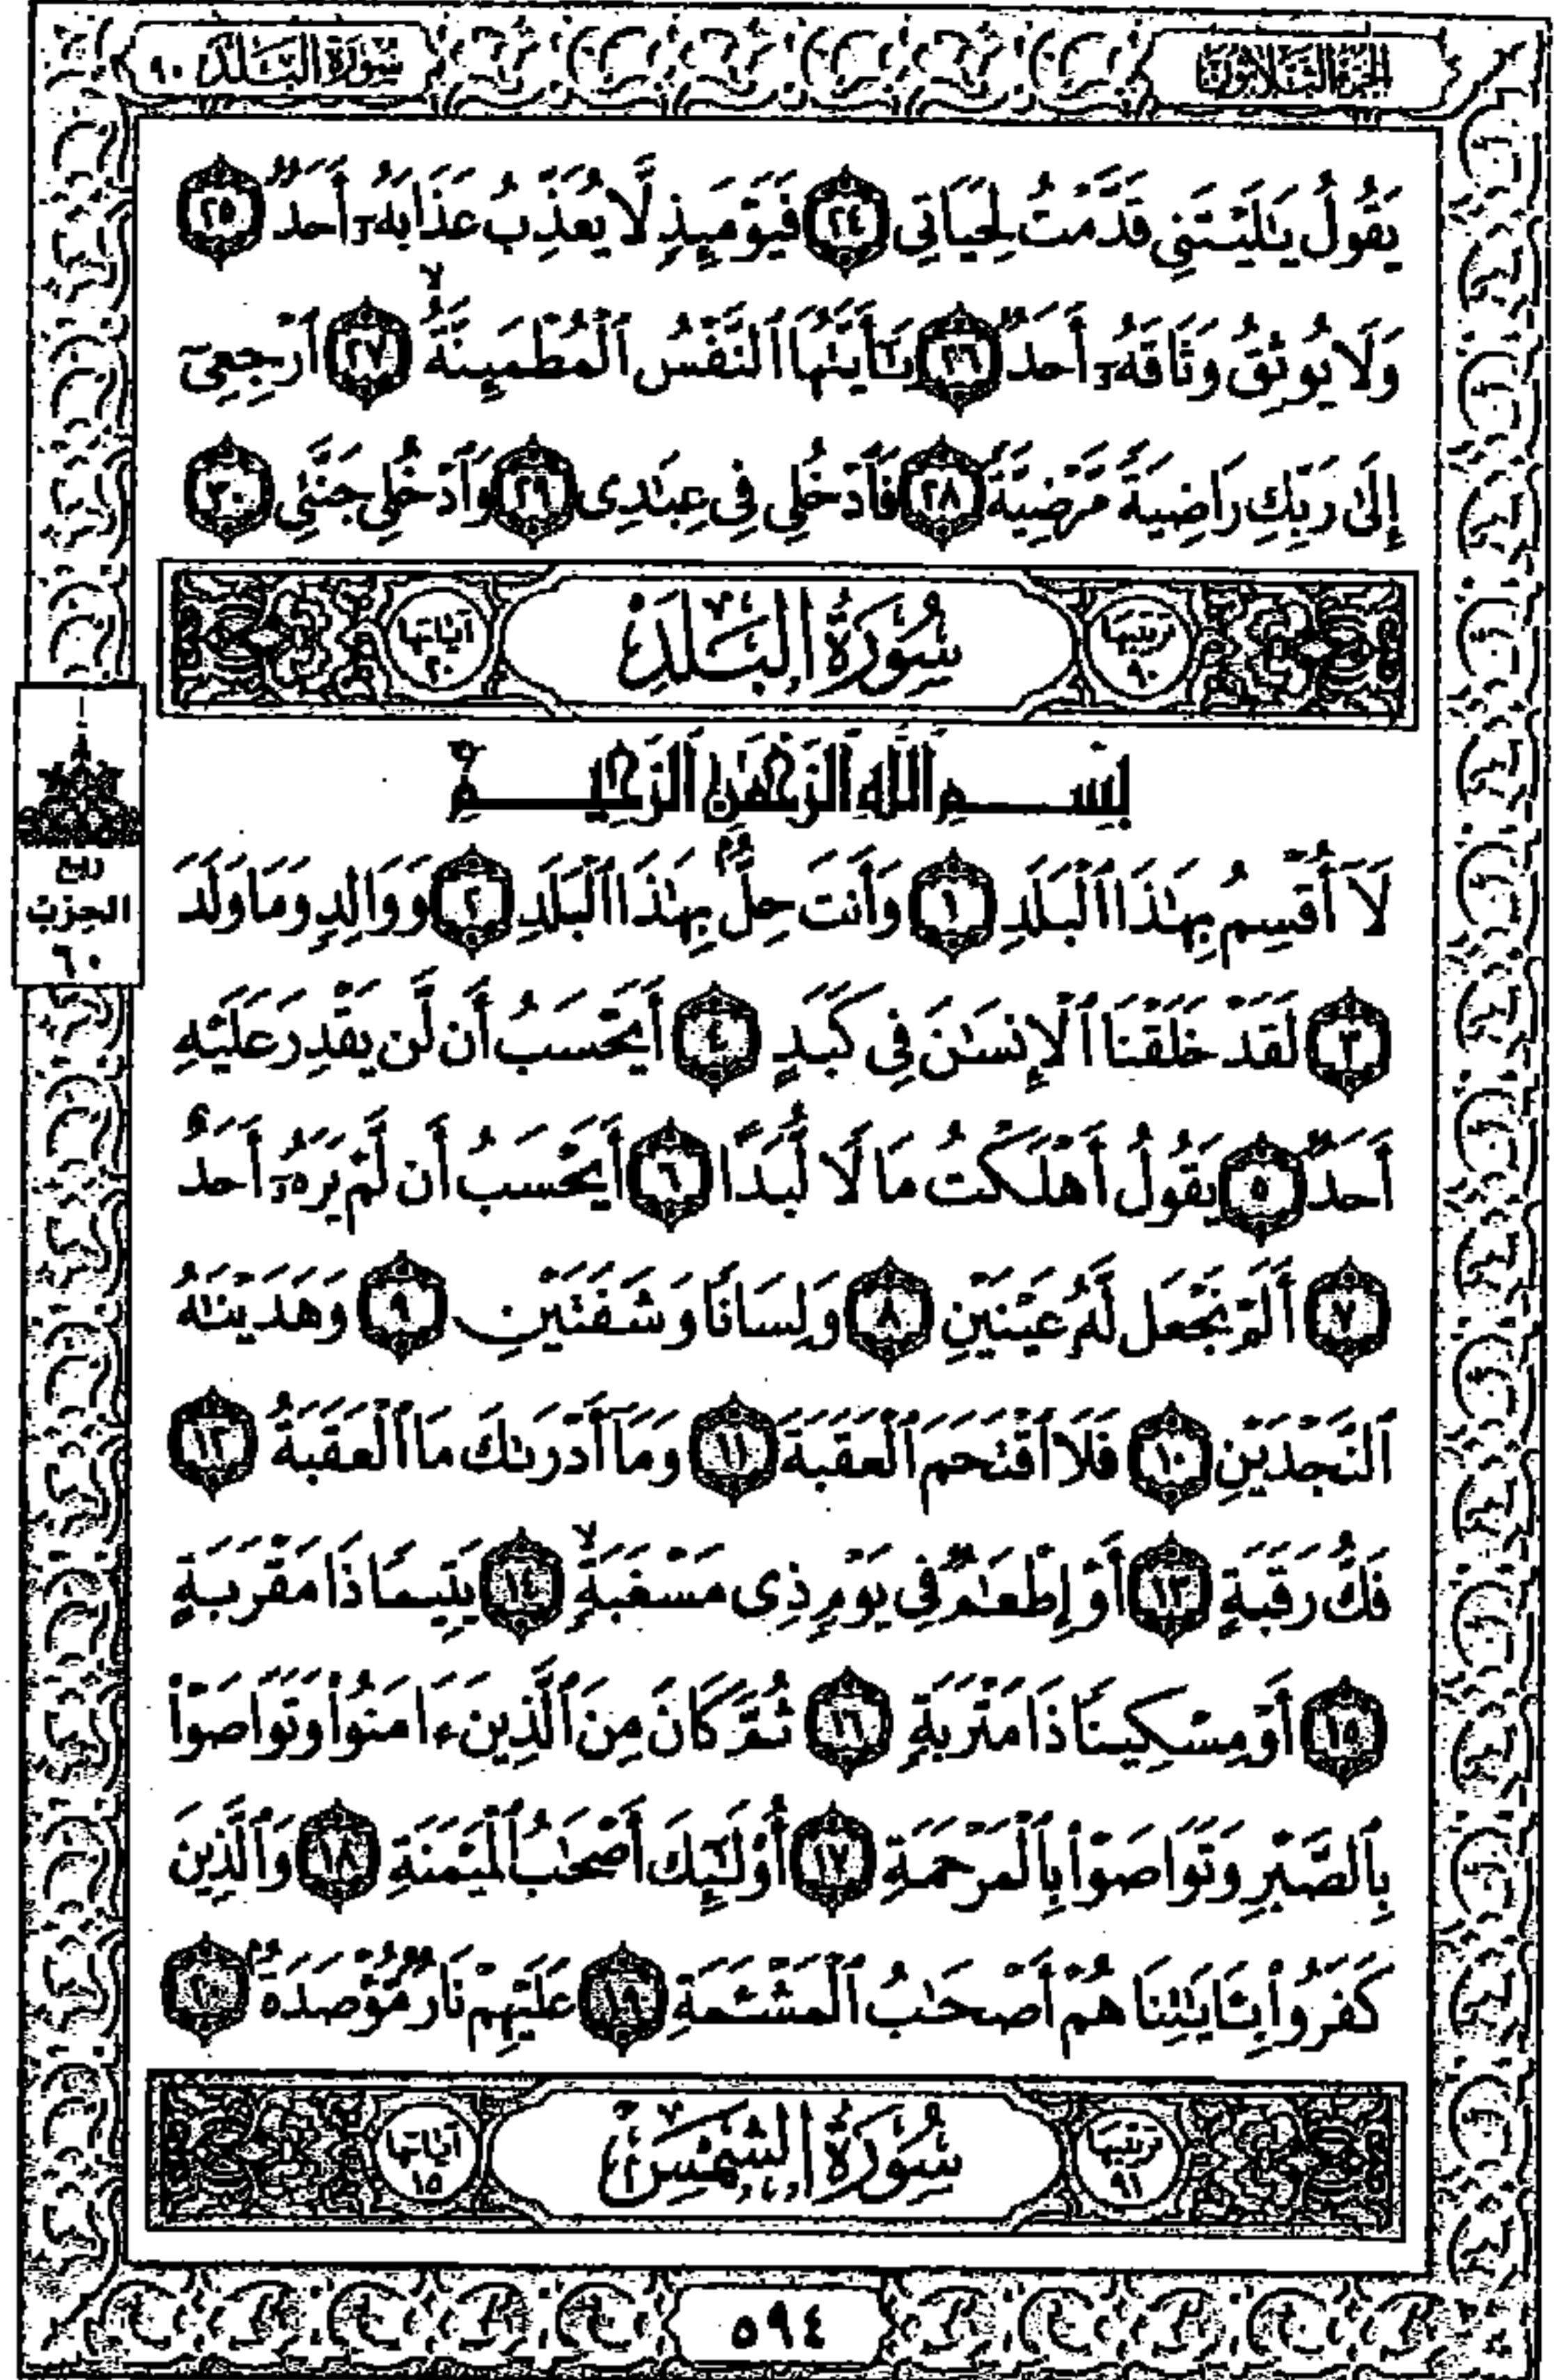 الجزء الثلاثون
سورة البلد ٩٠
يَقُولُ يَٰلَيْتَنِى قَدَّمْتُ لِحَيَاتِى ٢٤ فَيَوْمَئِذٍ لَّا يُعَذِّبُ عَذَابَهُۥٓ أَحَدٌ ٢٥
وَلَا يُوثِقُ وَثَاقَهُۥٓ أَحَدٌ ٢٦ يَٰٓأَيَّتُهَا ٱلنَّفْسُ ٱلْمُطْمَئِنَّةُ ۙ ٢٧ ٱرْجِعِىٓ
إِلَىٰ رَبِّكِ رَاضِيَةً مَّرْضِيَّةً ٢٨ فَٱدْخُلِى فِى عِبَٰدِى ٢٩ وَٱدْخُلِى جَنَّتِى ٣٠
ترتيبها ٩٠ سُورَةُ الْبَلَدِ آياتها ٢٠
بِسْمِ ٱللَّهِ ٱلرَّحْمَٰنِ ٱلرَّحِيمِ
لَآ أُقْسِمُ بِهَٰذَا ٱلْبَلَدِ ١ وَأَنتَ حِلٌّۢ بِهَٰذَا ٱلْبَلَدِ ٢ وَوَالِدٍ وَمَا وَلَدَ
٣ لَقَدْ خَلَقْنَا ٱلْإِنسَٰنَ فِى كَبَدٍ ٤ أَيَحْسَبُ أَن لَّن يَقْدِرَ عَلَيْهِ
أَحَدٌ ٥ يَقُولُ أَهْلَكْتُ مَالًا لُّبَدًا ٦ أَيَحْسَبُ أَن لَّمْ يَرَهُۥٓ أَحَدٌ
٧ أَلَمْ نَجْعَل لَّهُۥ عَيْنَيْنِ ٨ وَلِسَانًا وَشَفَتَيْنِ ٩ وَهَدَيْنَٰهُ
ٱلنَّجْدَيْنِ ١٠ فَلَا ٱقْتَحَمَ ٱلْعَقَبَةَ ١١ وَمَآ أَدْرَىٰكَ مَا ٱلْعَقَبَةُ ١٢
فَكُّ رَقَبَةٍ ١٣ أَوْ إِطْعَٰمٌ فِى يَوْمٍ ذِى مَسْغَبَةٍ ۙ ١٤ يَتِيمًا ذَا مَقْرَبَةٍ
١٥ أَوْ مِسْكِينًا ذَا مَتْرَبَةٍ ١٦ ثُمَّ كَانَ مِنَ ٱلَّذِينَ ءَامَنُوا۟ وَتَوَاصَوْا۟
بِٱلصَّبْرِ وَتَوَاصَوْا۟ بِٱلْمَرْحَمَةِ ١٧ أُو۟لَٰٓئِكَ أَصْحَٰبُ ٱلْمَيْمَنَةِ ١٨ وَٱلَّذِينَ
كَفَرُوا۟ بِـَٔايَٰتِنَا هُمْ أَصْحَٰبُ ٱلْمَشْـَٔمَةِ ١٩ عَلَيْهِمْ نَارٌ مُّؤْصَدَةٌۢ ٢٠
ترتيبها ٩١ سُورَةُ الشَّمْسِ آياتها ١٥
ربع
الحزب
٦٠
٥٩٤